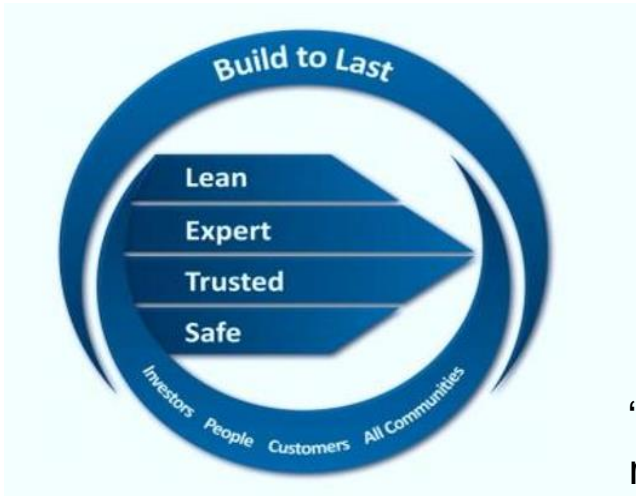 Build to Last
Lean
Expert
Trusted
Safe
Investors People Customers All Communities
‘